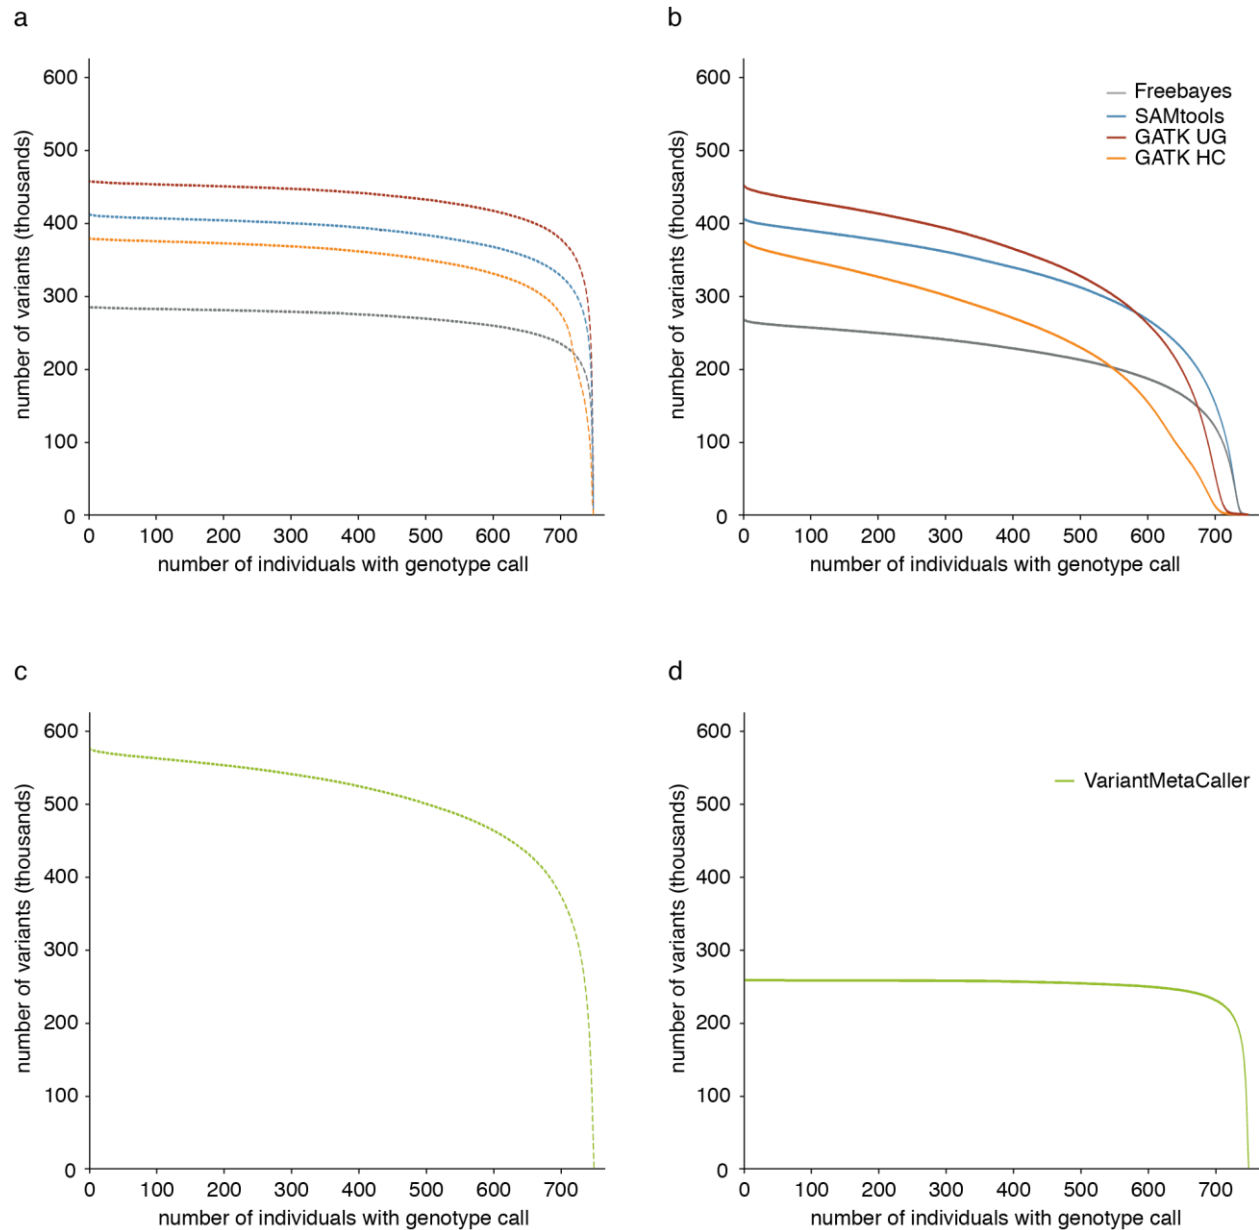 a
600
500
400
300
200
100
0
number of variants (thousands)
0 100 200 300 400 500 600 700
number of individuals with genotype call
b
600
500
400
300
200
100
0
number of variants (thousands)
Freebayes
SAMtools
GATK UG
GATK HC
0 100 200 300 400 500 600 700
number of individuals with genotype call
c
600
500
400
300
200
100
0
number of variants (thousands)
0 100 200 300 400 500 600 700
number of individuals with genotype call
d
600
500
400
300
200
100
0
number of variants (thousands)
VariantMetaCaller
0 100 200 300 400 500 600 700
number of individuals with genotype call